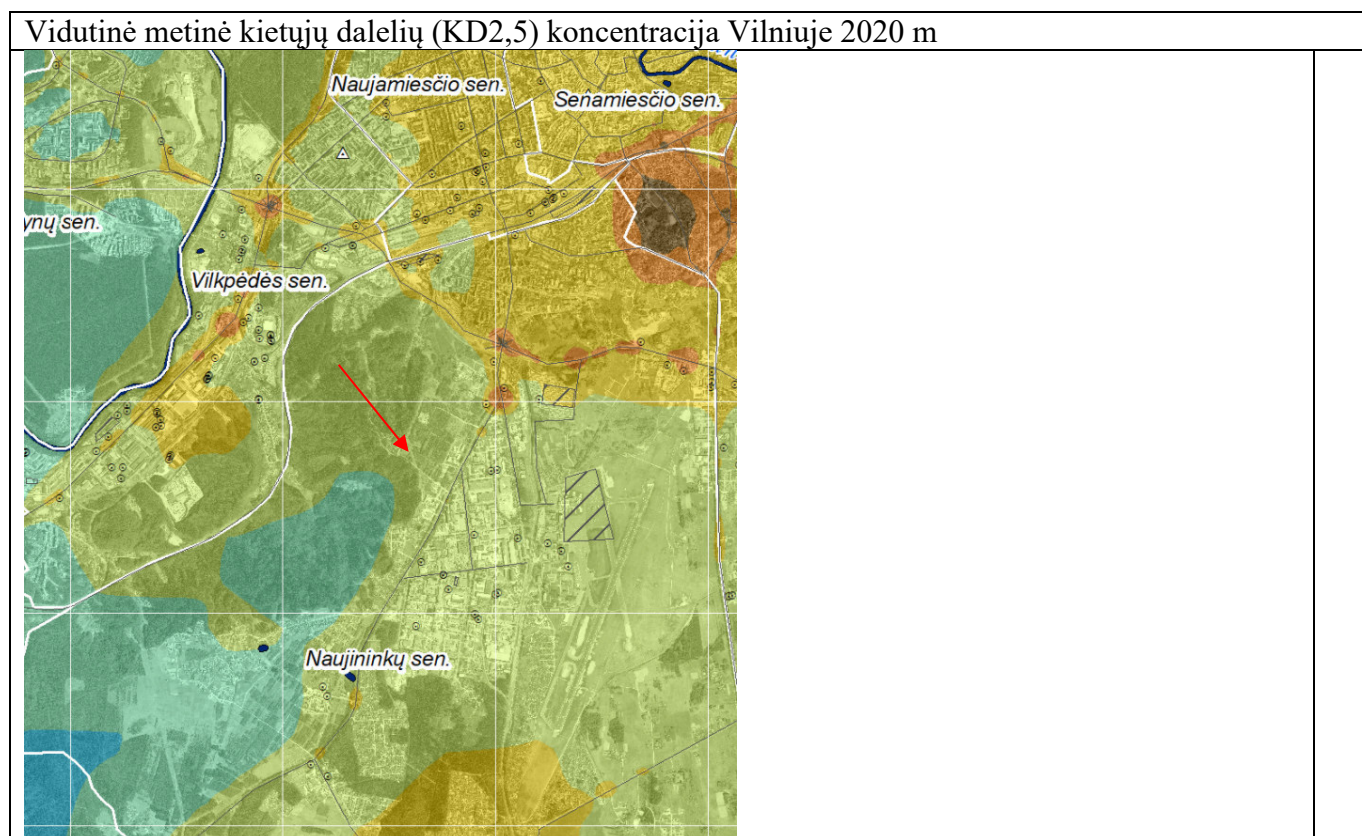 Vidutinė metinė kietųjų dalelių (KD2,5) koncentracija Vilniuje 2020 m
Naujamiesčio sen.
Senamiesčio sen.
ynų sen.
Vilkpėdės sen.
Naujininkų sen.